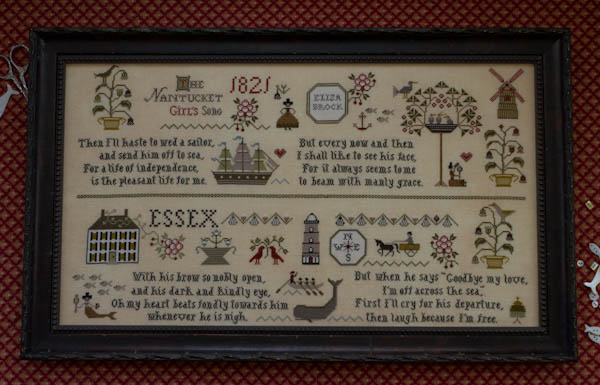 THE
NANTUCKET
GIRL'S SONG
1821
ELIZA
BROCK
Then I'll haste to wed a sailor,
and send him off to sea,
For a life of independence,
is the pleasant life for me.
But every now and then
I shall like to see his face,
For it always seems to me
to beam with manly grace.
ESSEX
N
W E
S
With his brow so nobly open,
and his dark and kindly eye,
Oh my heart beats fondly towards him
whenever he is nigh.
But when he says "Goodbye my love,
I'm off across the sea,"
First I'll cry for his departure,
then laugh because I'm free.